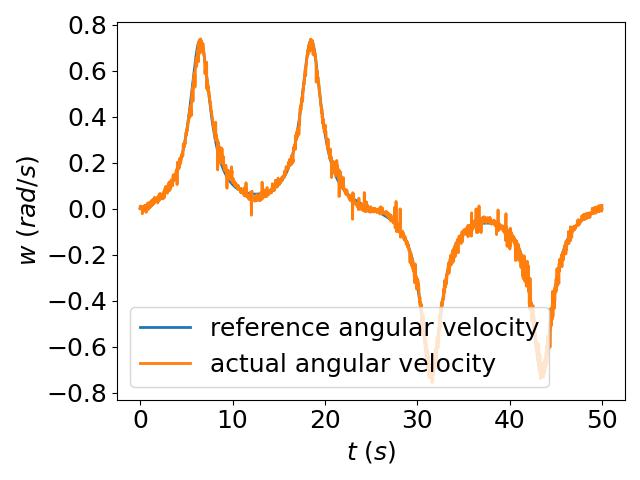 0.8
0.6
0.4
0.2
0.0
−0.2
−0.4
−0.6
−0.8
w (rad/s)
reference angular velocity
actual angular velocity
0 10 20 30 40 50
t (s)